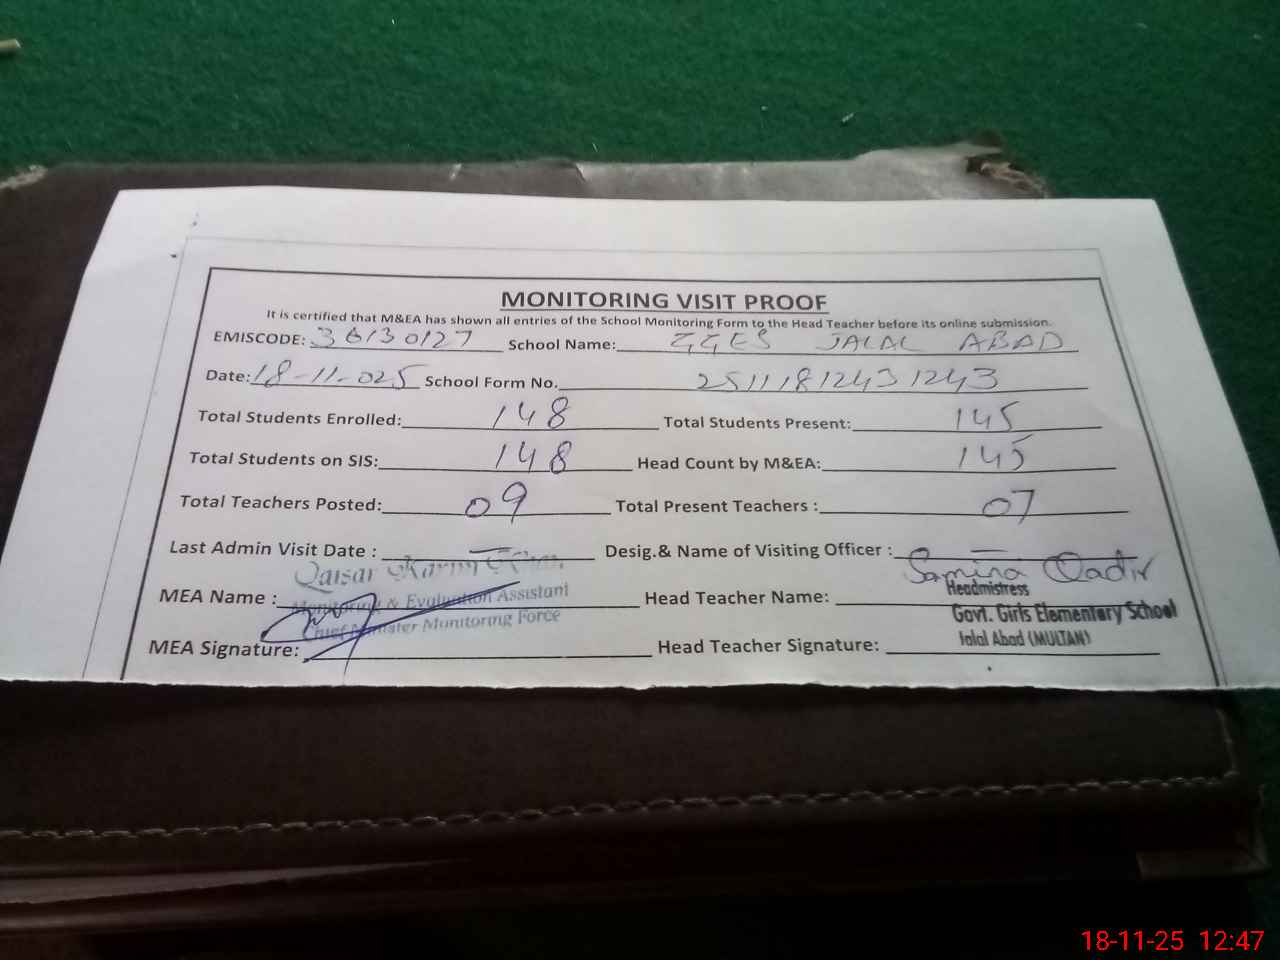 MONITORING VISIT PROOF
It is certified that M&EA has shown all entries of the School Monitoring Form to the Head Teacher before its online submission.
EMISCODE: 36130127 School Name: GGES JALAL ABAD
Date: 18-11-025 School Form No. 25111812431243
Total Students Enrolled: 148 Total Students Present: 145
Total Students on SIS: 148 Head Count by M&EA: 145
Total Teachers Posted: 09 Total Present Teachers : 07
Last Admin Visit Date : — Desig.& Name of Visiting Officer : —
Qaisar Karim Khan Samina Qadir
MEA Name : Monitoring & Evaluation Assistant Head Teacher Name: Headmistress
Chief Minister Monitoring Force Govt. Girls Elementary School
MEA Signature: Head Teacher Signature: Jalal Abad (MULTAN)
18-11-25 12:47